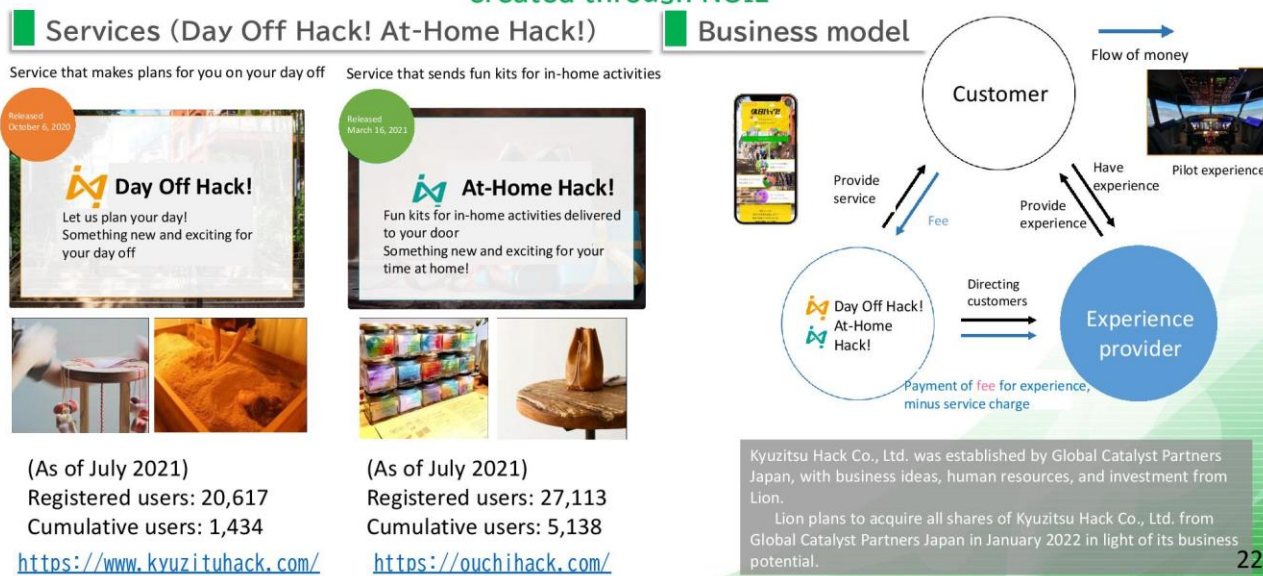 Services (Day Off Hack! At-Home Hack!)
Service that makes plans for you on your day off
Service that sends fun kits for in-home activities
Released
October 6, 2020
Day Off Hack!
Let us plan your day!
Something new and exciting for
your day off
Released
March 16, 2021
At-Home Hack!
Fun kits for in-home activities delivered
to your door
Something new and exciting for your
time at home!
(As of July 2021)
Registered users: 20,617
Cumulative users: 1,434
https://www.kyuzituhack.com/
(As of July 2021)
Registered users: 27,113
Cumulative users: 5,138
https://ouchihack.com/
Business model
Flow of money
Customer
Pilot experience
Provide
service
Fee
Have
experience
Provide
experience
Day Off Hack!
At-Home
Hack!
Directing
customers
Experience
provider
Payment of fee for experience,
minus service charge
Kyuzitsu Hack Co., Ltd. was established by Global Catalyst Partners
Japan, with business ideas, human resources, and investment from
Lion.
Lion plans to acquire all shares of Kyuzitsu Hack Co., Ltd. from
Global Catalyst Partners Japan in January 2022 in light of its business
potential.
22